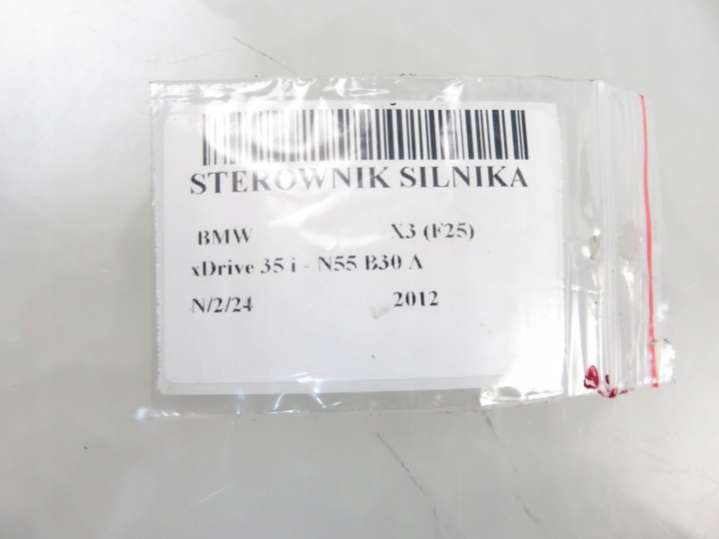 STEROWNIK SILNIKA
BMW X3 (F25)
xDrive 35 i - N55 B30 A
N/2/24 2012